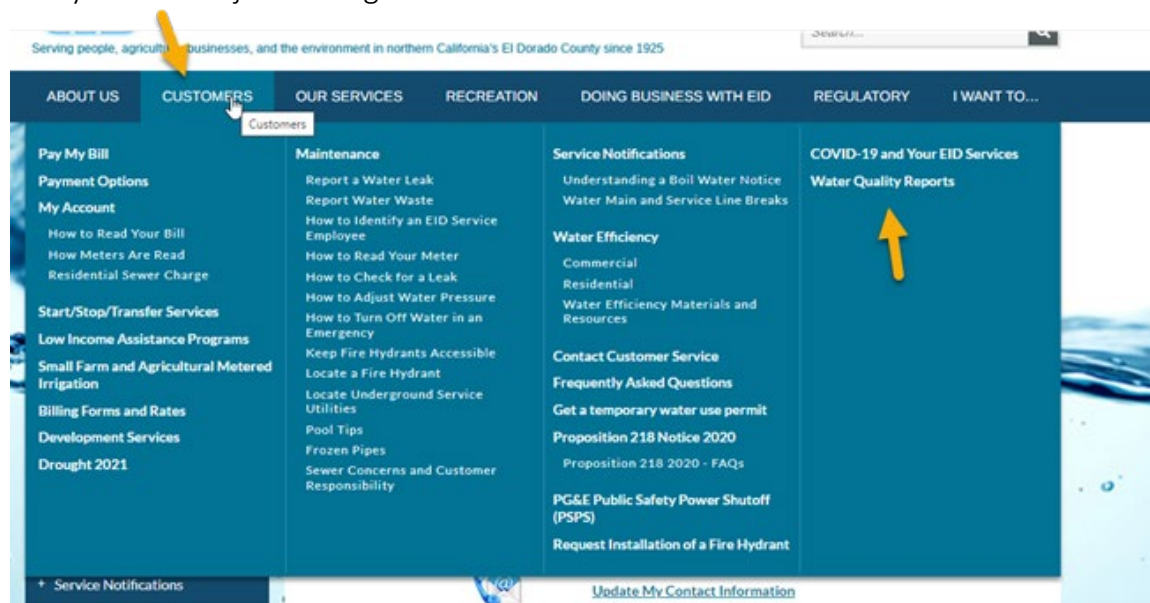 Serving people, agricult businesses, and the environment in northern California's El Dorado County since 1925
Search...
ABOUT US CUSTOMERS OUR SERVICES RECREATION DOING BUSINESS WITH EID REGULATORY I WANT TO...
Customers
Pay My Bill
Payment Options
My Account
How to Read Your Bill
How Meters Are Read
Residential Sewer Charge
Start/Stop/Transfer Services
Low Income Assistance Programs
Small Farm and Agricultural Metered
Irrigation
Billing Forms and Rates
Development Services
Drought 2021
Maintenance
Report a Water Leak
Report Water Waste
How to Identify an EID Service
Employee
How to Read Your Meter
How to Check for a Leak
How to Adjust Water Pressure
How to Turn Off Water in an
Emergency
Keep Fire Hydrants Accessible
Locate a Fire Hydrant
Locate Underground Service
Utilities
Pool Tips
Frozen Pipes
Sewer Concerns and Customer
Responsibility
Service Notifications
Understanding a Boil Water Notice
Water Main and Service Line Breaks
Water Efficiency
Commercial
Residential
Water Efficiency Materials and
Resources
Contact Customer Service
Frequently Asked Questions
Get a temporary water use permit
Proposition 218 Notice 2020
Proposition 218 2020 - FAQs
PG&E Public Safety Power Shutoff
(PSPS)
Request Installation of a Fire Hydrant
COVID-19 and Your EID Services
Water Quality Reports
+ Service Notifications
Update My Contact Information